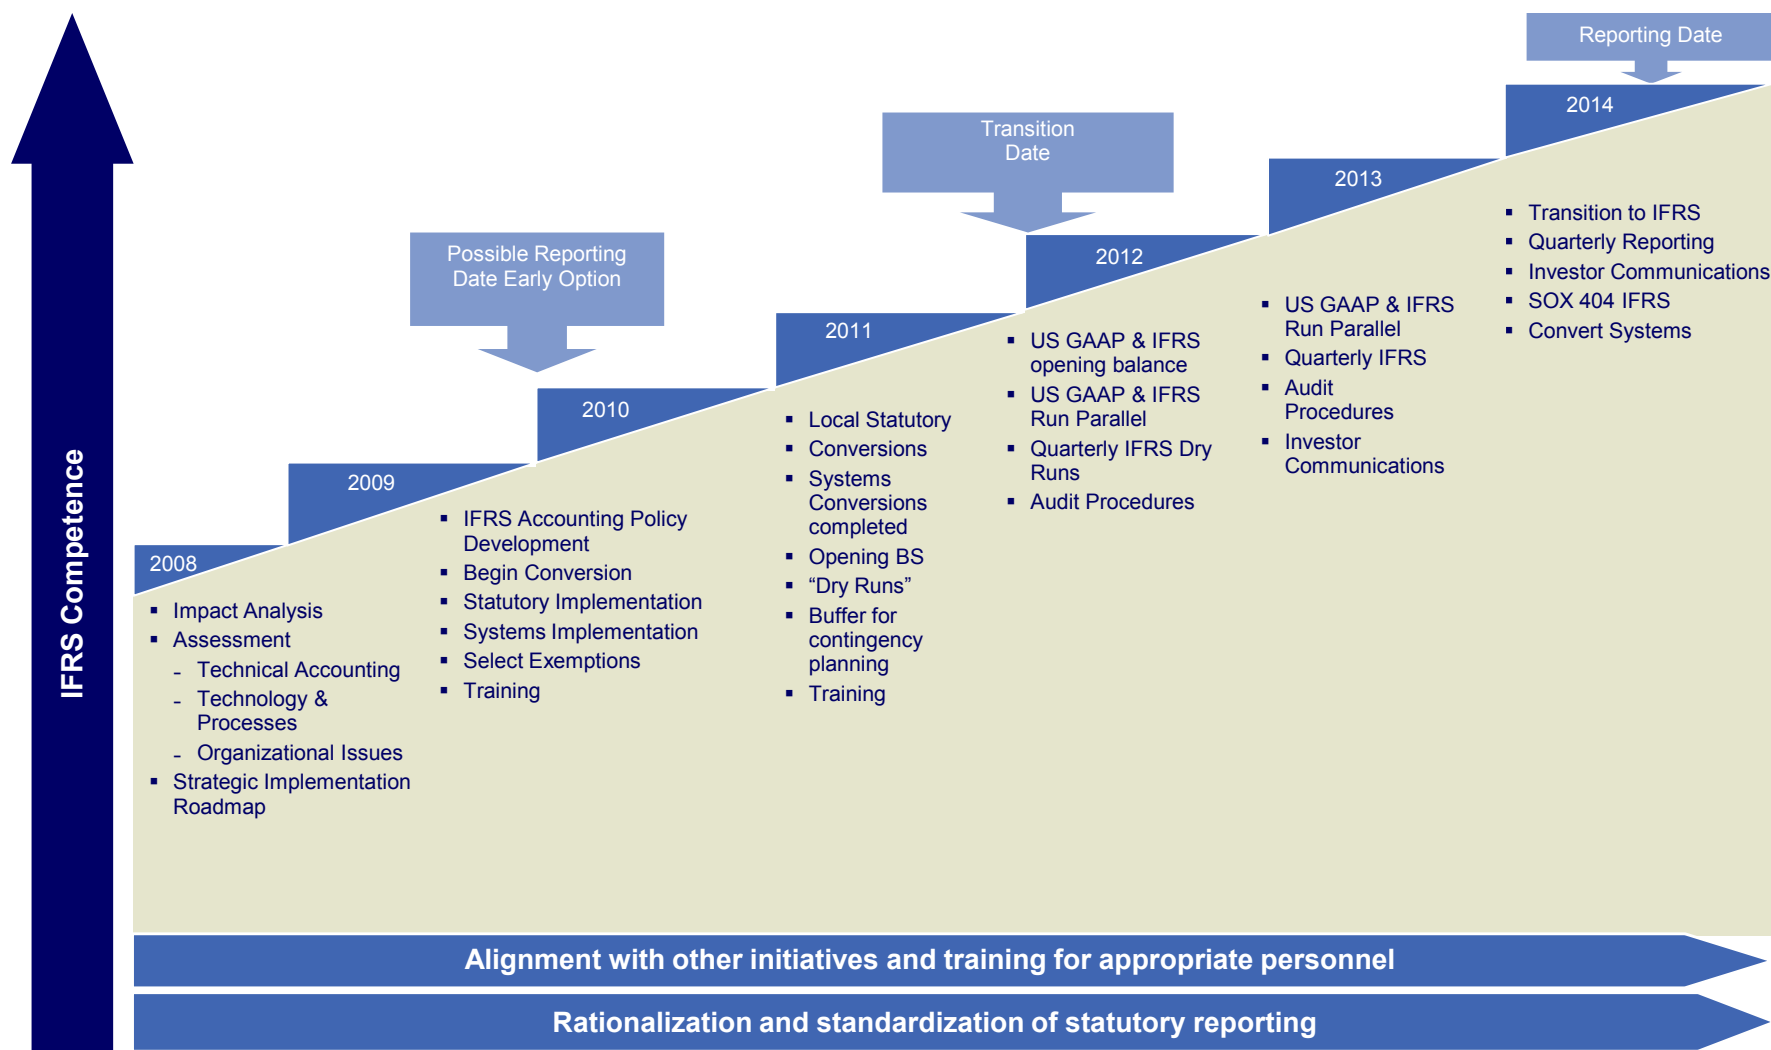 IFRS Competence
Reporting Date
2014
Transition
Date
2013
Possible Reporting
Date Early Option
2012
2011
2010
2009
2008
▪ Impact Analysis
▪ Assessment
- Technical Accounting
- Technology &
Processes
- Organizational Issues
▪ Strategic Implementation
Roadmap
▪ IFRS Accounting Policy
Development
▪ Begin Conversion
▪ Statutory Implementation
▪ Systems Implementation
▪ Select Exemptions
▪ Training
▪ Local Statutory
▪ Conversions
▪ Systems
Conversions
completed
▪ Opening BS
▪ “Dry Runs”
▪ Buffer for
contingency
planning
▪ Training
▪ US GAAP & IFRS
opening balance
▪ US GAAP & IFRS
Run Parallel
▪ Quarterly IFRS Dry
Runs
▪ Audit Procedures
▪ US GAAP & IFRS
Run Parallel
▪ Quarterly IFRS
▪ Audit
Procedures
▪ Investor
Communications
▪ Transition to IFRS
▪ Quarterly Reporting
▪ Investor Communications
▪ SOX 404 IFRS
▪ Convert Systems
Alignment with other initiatives and training for appropriate personnel
Rationalization and standardization of statutory reporting